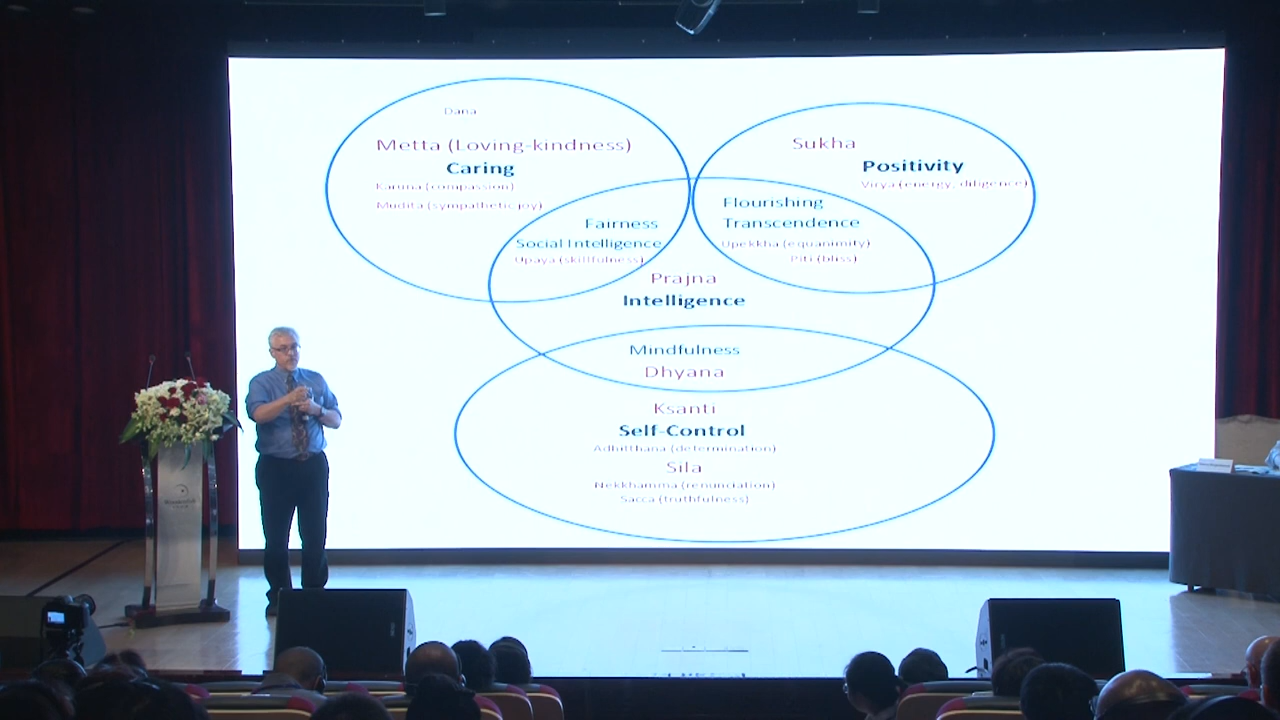 Dana
Metta (Loving-kindness)
Caring
Karuna (compassion)
Mudita (sympathetic joy)
Sukha
Positivity
Virya (energy, diligence)
Fairness
Social Intelligence
Upaya (skillfulness)
Flourishing
Transcendence
Upekkha (equanimity)
Piti (bliss)
Prajna
Intelligence
Mindfulness
Dhyana
Ksanti
Self-Control
Adhitthana (determination)
Sila
Nekkhamma (renunciation)
Sacca (truthfulness)